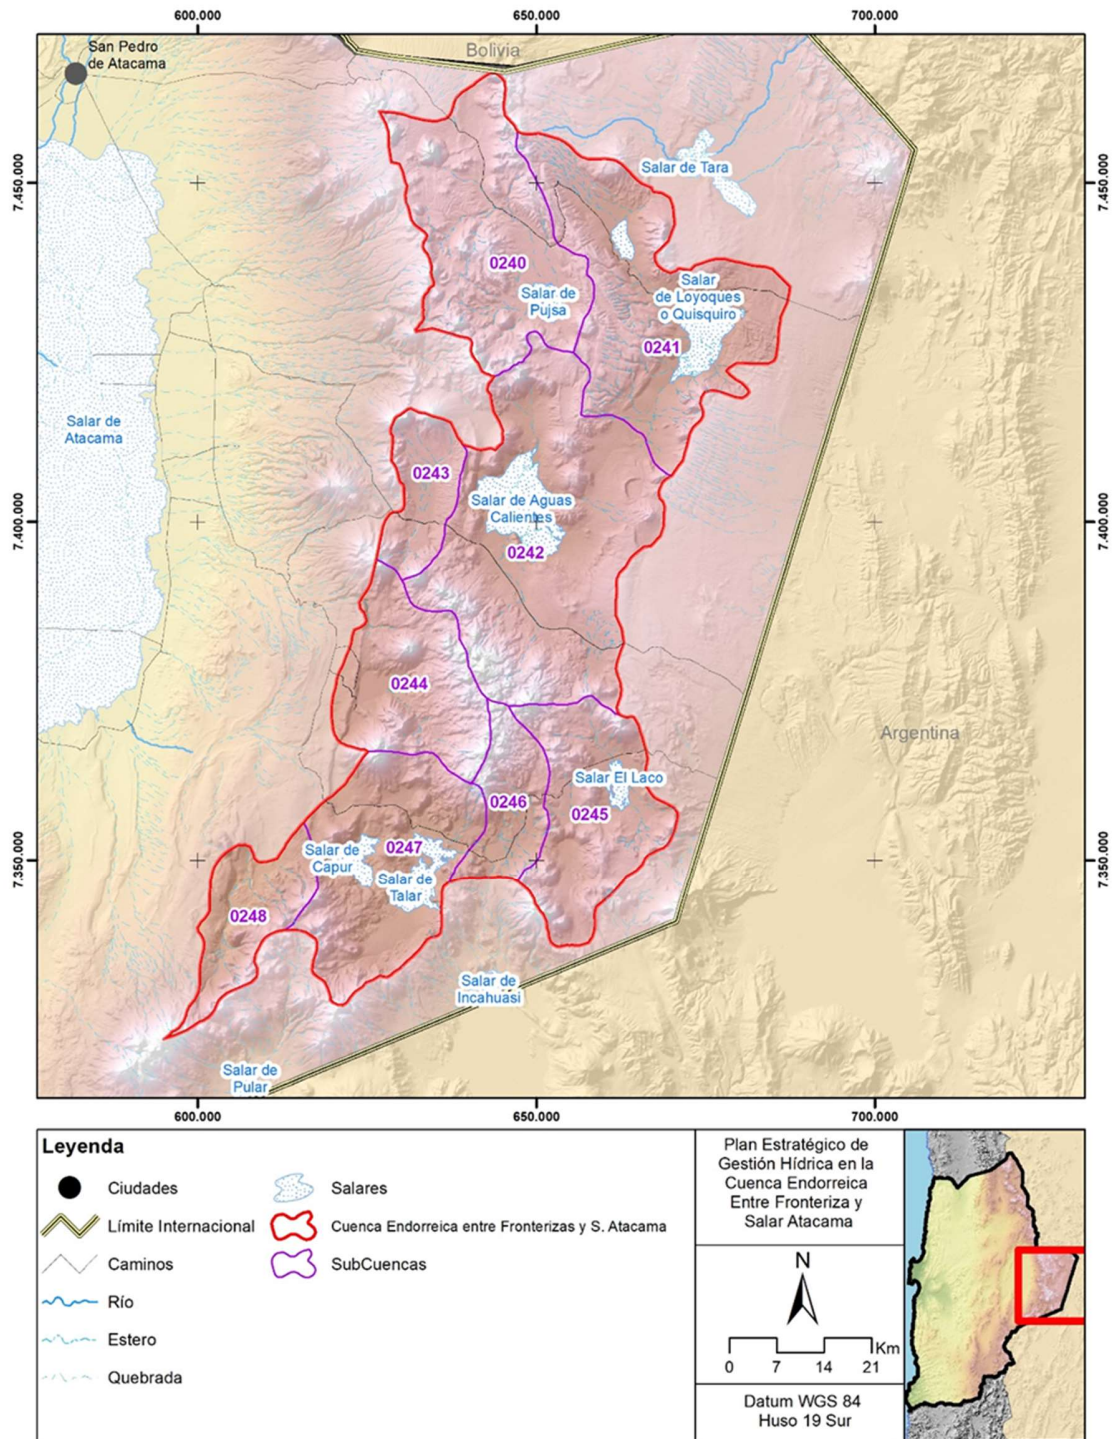 600.000
650.000
700.000
San Pedro
de Atacama
Bolivia
7.450.000
7.450.000
Salar de Tara
0240
Salar de
Pujsa
Salar
de Loyoques
o Quisquiro
0241
Salar de
Atacama
0243
Salar de Aguas
Calientes
0242
7.400.000
7.400.000
0244
Argentina
Salar El Laco
0246
0245
0247
Salar de
Capur
Salar de
Talar
7.350.000
7.350.000
0248
Salar de
Incahuasi
Salar de
Pular
600.000
650.000
700.000
Leyenda
Ciudades
Límite Internacional
Caminos
Río
Estero
Quebrada
Salares
Cuenca Endorreica entre Fronterizas y S. Atacama
SubCuencas
Plan Estratégico de
Gestión Hídrica en la
Cuenca Endorreica
Entre Fronteriza y
Salar Atacama
N
Km
0 7 14 21
Datum WGS 84
Huso 19 Sur